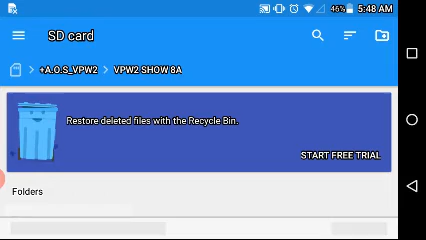 46% 5:48 AM
SD card
+A.O.S_VPW2 VPW2 SHOW 8A
Restore deleted files with the Recycle Bin.
START FREE TRIAL
Folders